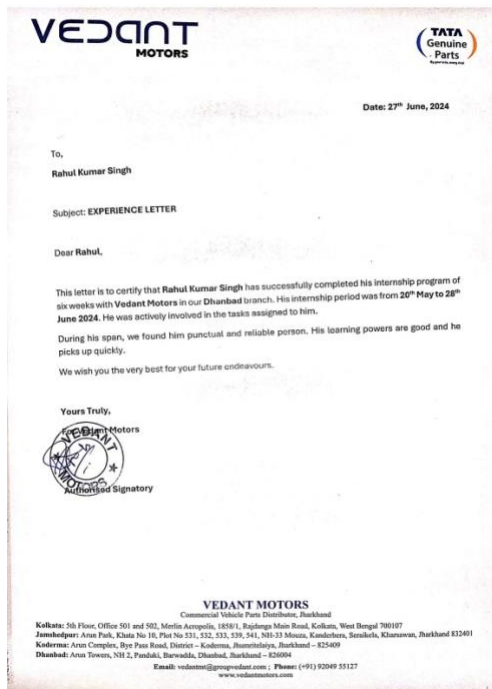 VEDANT
MOTORS
TATA
Genuine
Parts
Date: 27th June, 2024
To,
Rahul Kumar Singh
Subject: EXPERIENCE LETTER
Dear Rahul,
This letter is to certify that Rahul Kumar Singh has successfully completed his internship program of
six weeks with Vedant Motors in our Dhanbad branch. His internship period was from 20th May to 28th
June 2024. He was actively involved in the tasks assigned to him.
During his span, we found him punctual and reliable person. His learning powers are good and he
picks up quickly.
We wish you the very best for your future endeavours.
Yours Truly,
For Vedant Motors
VEDANT
MOTORS
Authorised Signatory
VEDANT MOTORS
Commercial Vehicle Parts Distributor, Jharkhand
Kolkata: 5th Floor, Office 501 and 502, Merlin Acropolis, 1858/1, Rajdanga Main Road, Kolkata, West Bengal 700107
Jamshedpur: Arun Park, Khata No 10, Plot No 531, 532, 533, 539, 541, NH-33 Mouza, Kanderbera, Saraikela, Kharsawan, Jharkhand 832401
Koderma: Arun Complex, Bye Pass Road, District – Koderma, Jhumritelaiya, Jharkhand – 825409
Dhanbad: Arun Towers, NH 2, Panduki, Barwadda, Dhanbad, Jharkhand – 826004
Email: vedantmt@groupvedant.com ; Phone: (+91) 92049 55127
www.vedantmotors.com